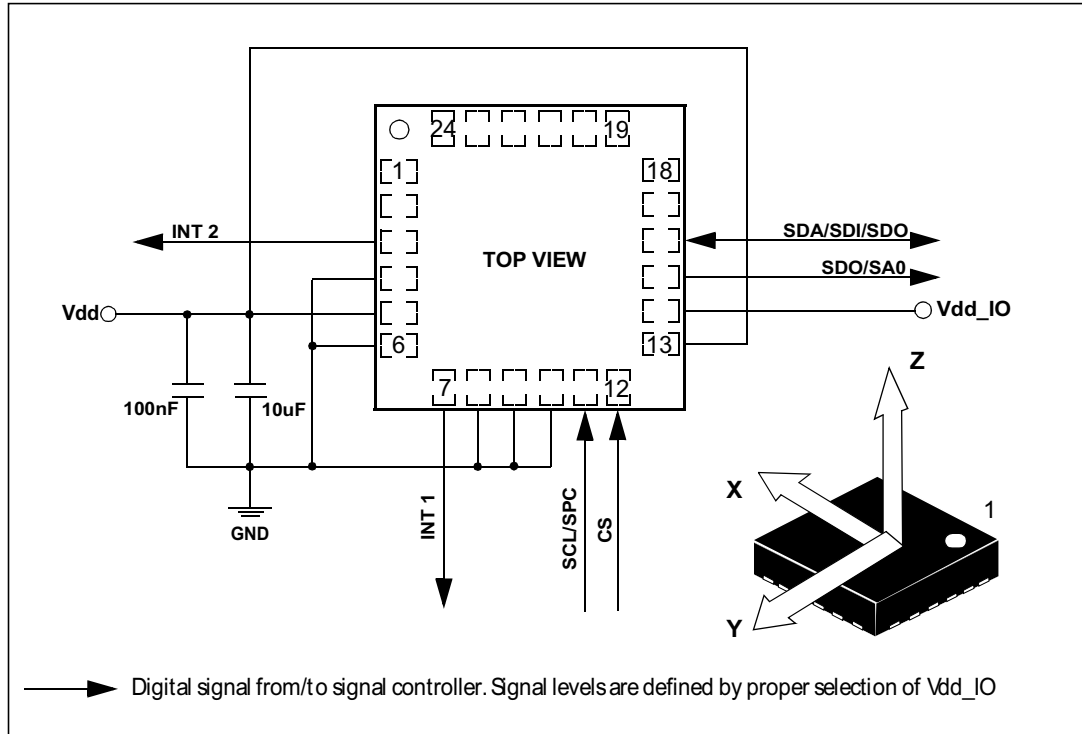 24
19
1
18
INT 2
SDA/SDI/SDO
TOP VIEW
SDO/SA0
Vdd
Vdd_IO
6
13
Z
7
12
100nF
10uF
X
1
GND
INT 1
SCL/SPC
CS
Y
Digital signal from/to signal controller. Signal levels are defined by proper selection of Vdd_IO